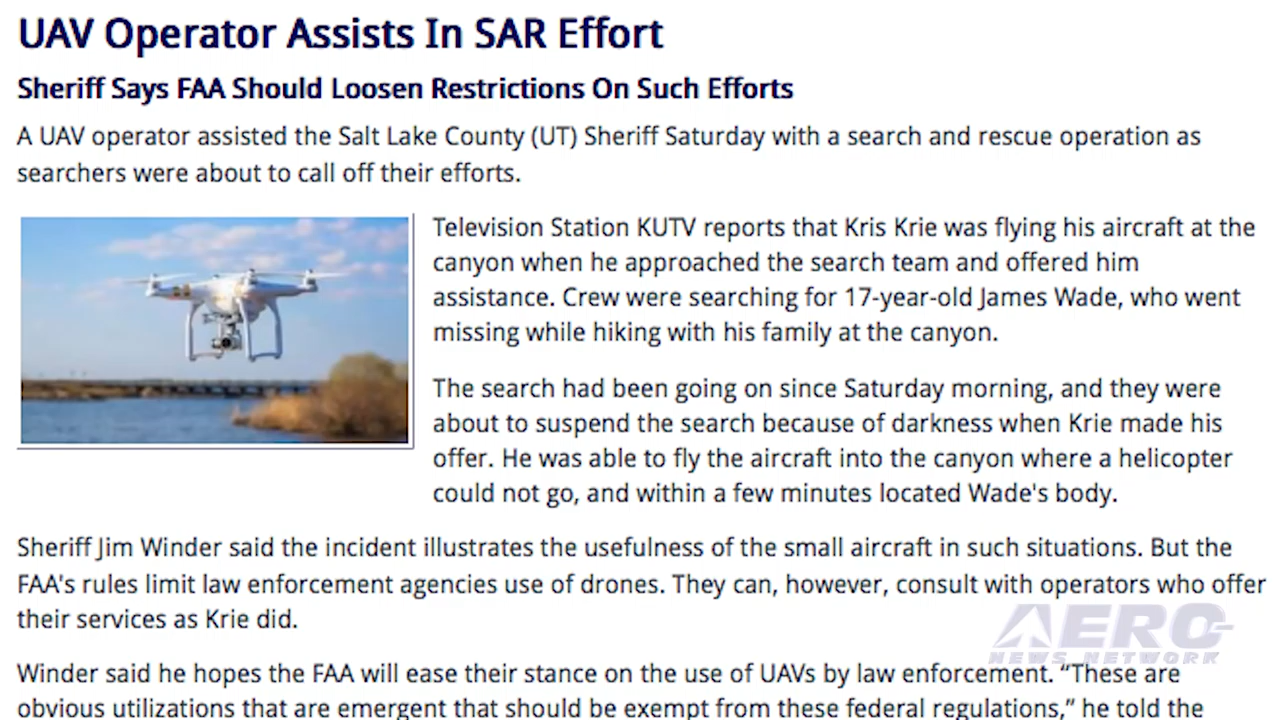 UAV Operator Assists In SAR Effort
Sheriff Says FAA Should Loosen Restrictions On Such Efforts
A UAV operator assisted the Salt Lake County (UT) Sheriff Saturday with a search and rescue operation as
searchers were about to call off their efforts.
Television Station KUTV reports that Kris Krie was flying his aircraft at the
canyon when he approached the search team and offered him
assistance. Crew were searching for 17-year-old James Wade, who went
missing while hiking with his family at the canyon.
The search had been going on since Saturday morning, and they were
about to suspend the search because of darkness when Krie made his
offer. He was able to fly the aircraft into the canyon where a helicopter
could not go, and within a few minutes located Wade's body.
Sheriff Jim Winder said the incident illustrates the usefulness of the small aircraft in such situations. But the
FAA's rules limit law enforcement agencies use of drones. They can, however, consult with operators who offer
their services as Krie did.
AERO
NEWS NETWORK
Winder said he hopes the FAA will ease their stance on the use of UAVs by law enforcement. “These are
obvious utilizations that are emergent that should be exempt from these federal regulations,” he told the